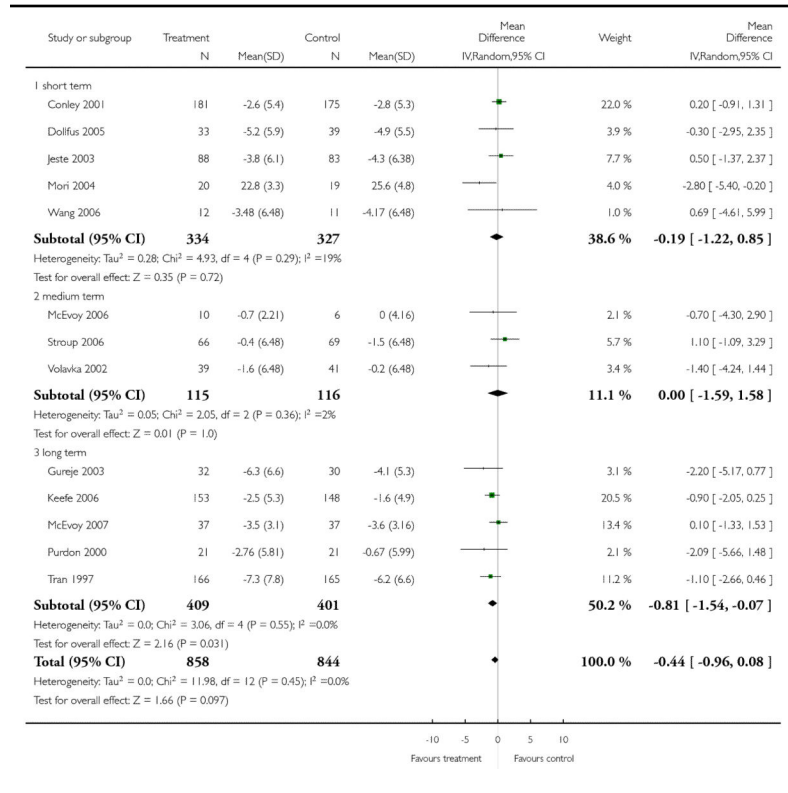 Study or subgroup Treatment Control Mean Difference Weight Mean Difference
N Mean(SD) N Mean(SD) IV,Random,95% CI IV,Random,95% CI
1 short term
Conley 2001 181 -2.6 (5.4) 175 -2.8 (5.3) 22.0 % 0.20 [ -0.91, 1.31 ]
Dollfus 2005 33 -5.2 (5.9) 39 -4.9 (5.5) 3.9 % -0.30 [ -2.95, 2.35 ]
Jeste 2003 88 -3.8 (6.1) 83 -4.3 (6.38) 7.7 % 0.50 [ -1.37, 2.37 ]
Mori 2004 20 22.8 (3.3) 19 25.6 (4.8) 4.0 % -2.80 [ -5.40, -0.20 ]
Wang 2006 12 -3.48 (6.48) 11 -4.17 (6.48) 1.0 % 0.69 [ -4.61, 5.99 ]
Subtotal (95% CI) 334 327 38.6 % -0.19 [ -1.22, 0.85 ]
Heterogeneity: Tau² = 0.28; Chi² = 4.93, df = 4 (P = 0.29); I² =19%
Test for overall effect: Z = 0.35 (P = 0.72)
2 medium term
McEvoy 2006 10 -0.7 (2.21) 6 0 (4.16) 2.1 % -0.70 [ -4.30, 2.90 ]
Stroup 2006 66 -0.4 (6.48) 69 -1.5 (6.48) 5.7 % 1.10 [ -1.09, 3.29 ]
Volavka 2002 39 -1.6 (6.48) 41 -0.2 (6.48) 3.4 % -1.40 [ -4.24, 1.44 ]
Subtotal (95% CI) 115 116 11.1 % 0.00 [ -1.59, 1.58 ]
Heterogeneity: Tau² = 0.05; Chi² = 2.05, df = 2 (P = 0.36); I² =2%
Test for overall effect: Z = 0.01 (P = 1.0)
3 long term
Gureje 2003 32 -6.3 (6.6) 30 -4.1 (5.3) 3.1 % -2.20 [ -5.17, 0.77 ]
Keefe 2006 153 -2.5 (5.3) 148 -1.6 (4.9) 20.5 % -0.90 [ -2.05, 0.25 ]
McEvoy 2007 37 -3.5 (3.1) 37 -3.6 (3.16) 13.4 % 0.10 [ -1.33, 1.53 ]
Purdon 2000 21 -2.76 (5.81) 21 -0.67 (5.99) 2.1 % -2.09 [ -5.66, 1.48 ]
Tran 1997 166 -7.3 (7.8) 165 -6.2 (6.6) 11.2 % -1.10 [ -2.66, 0.46 ]
Subtotal (95% CI) 409 401 50.2 % -0.81 [ -1.54, -0.07 ]
Heterogeneity: Tau² = 0.0; Chi² = 3.06, df = 4 (P = 0.55); I² =0.0%
Test for overall effect: Z = 2.16 (P = 0.031)
Total (95% CI) 858 844 100.0 % -0.44 [ -0.96, 0.08 ]
Heterogeneity: Tau² = 0.0; Chi² = 11.98, df = 12 (P = 0.45); I² =0.0%
Test for overall effect: Z = 1.66 (P = 0.097)
-10 -5 0 5 10
Favours treatment Favours control